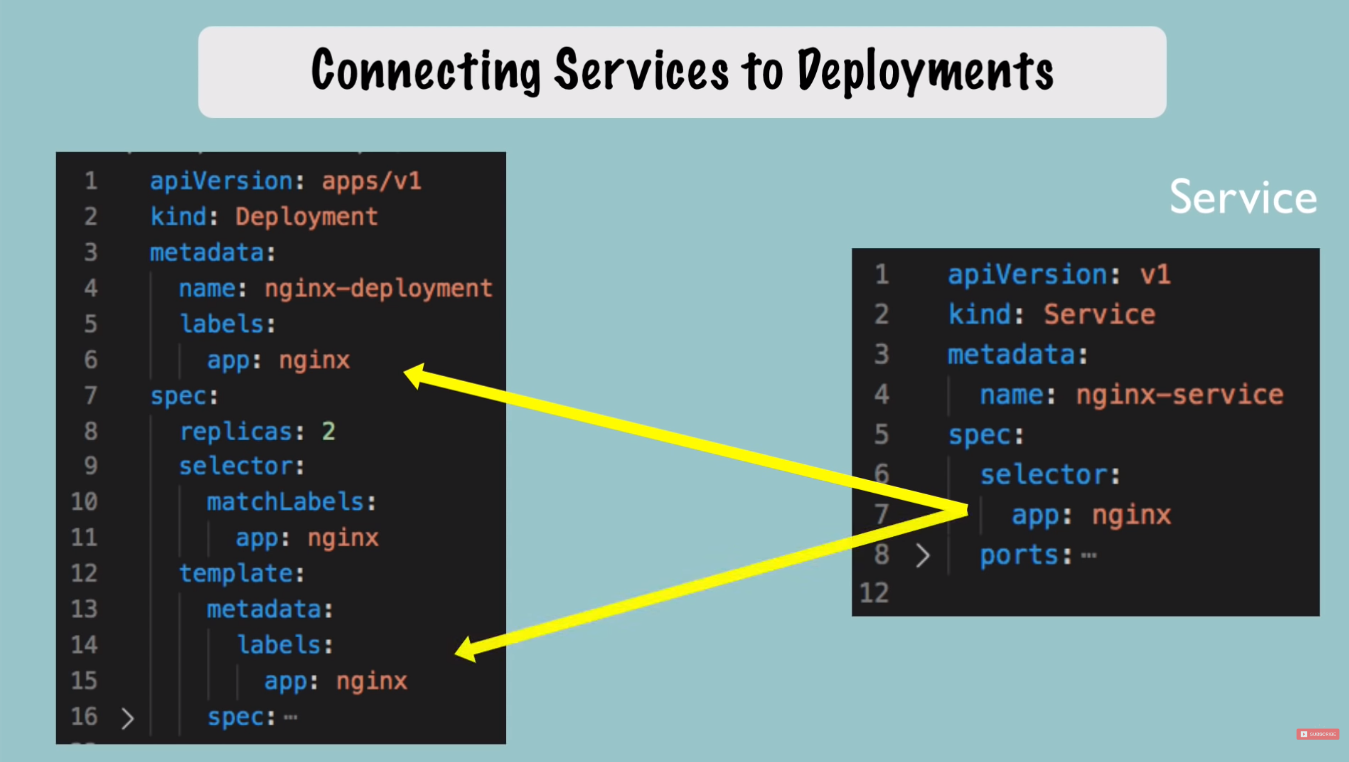 Connecting Services to Deployments
1 apiVersion: apps/v1
2 kind: Deployment
3 metadata:
4 name: nginx-deployment
5 labels:
6 app: nginx
7 spec:
8 replicas: 2
9 selector:
10 matchLabels:
11 app: nginx
12 template:
13 metadata:
14 labels:
15 app: nginx
16 > spec:⋯
Service
1 apiVersion: v1
2 kind: Service
3 metadata:
4 name: nginx-service
5 spec:
6 selector:
7 app: nginx
8 > ports:⋯
12
SUBSCRIBE